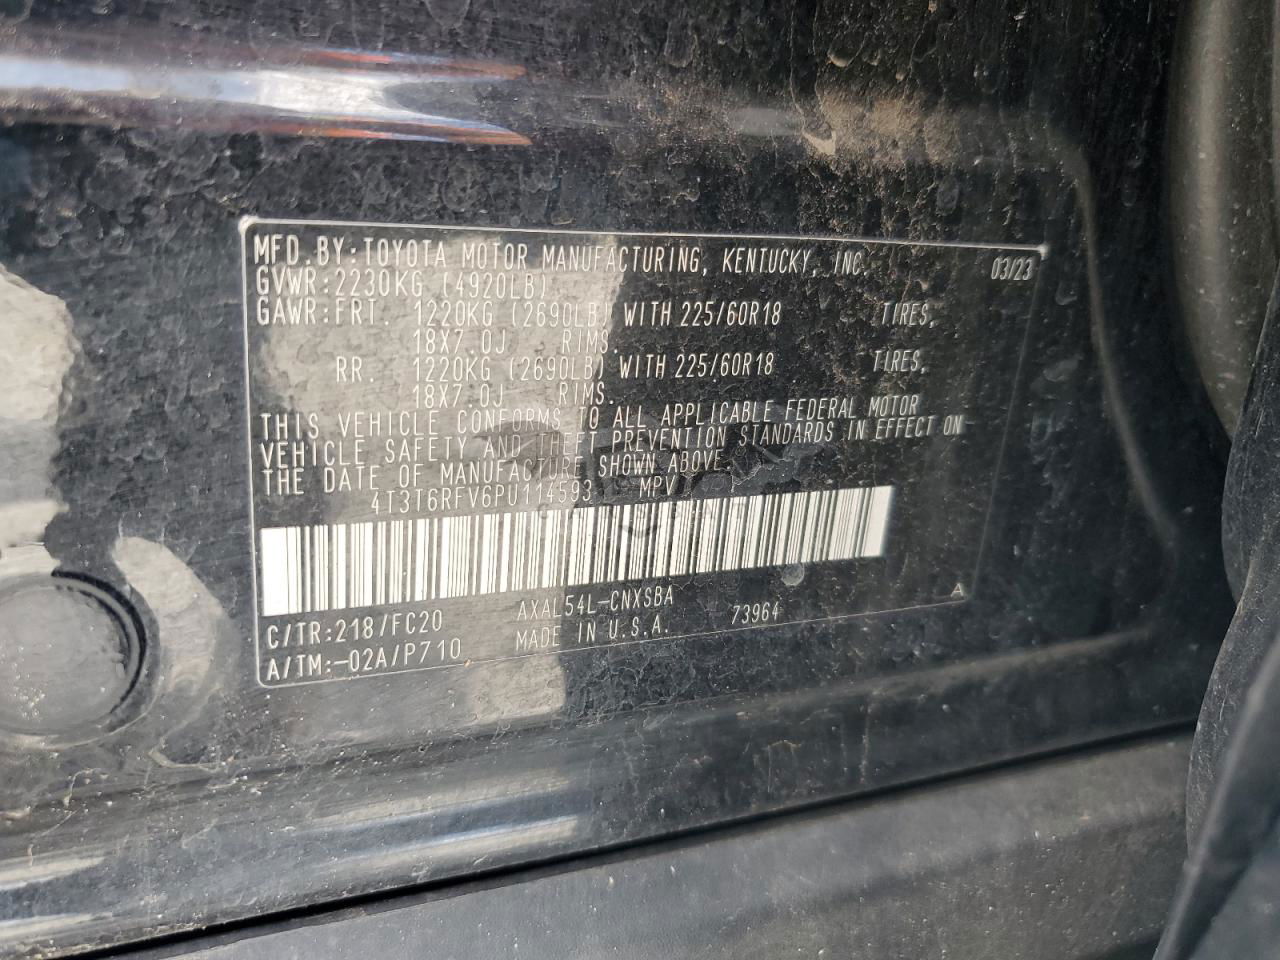 MFD. BY: TOYOTA MOTOR MANUFACTURING, KENTUCKY, INC. 03/23
GVWR: 2230KG (4920LB)
GAWR: FRT. 1220KG (2690LB) WITH 225/60R18 TIRES,
18X7.0J RIMS.
RR. 1220KG (2690LB) WITH 225/60R18 TIRES,
18X7.0J RIMS.
THIS VEHICLE CONFORMS TO ALL APPLICABLE FEDERAL MOTOR
VEHICLE SAFETY AND THEFT PREVENTION STANDARDS IN EFFECT ON
THE DATE OF MANUFACTURE SHOWN ABOVE.
4T3T6RFV6PU114593 MPV
C/TR: 218/FC20 AXAL54L-CNXSBA A
A/TM: -02A/P710 MADE IN U.S.A. 73964